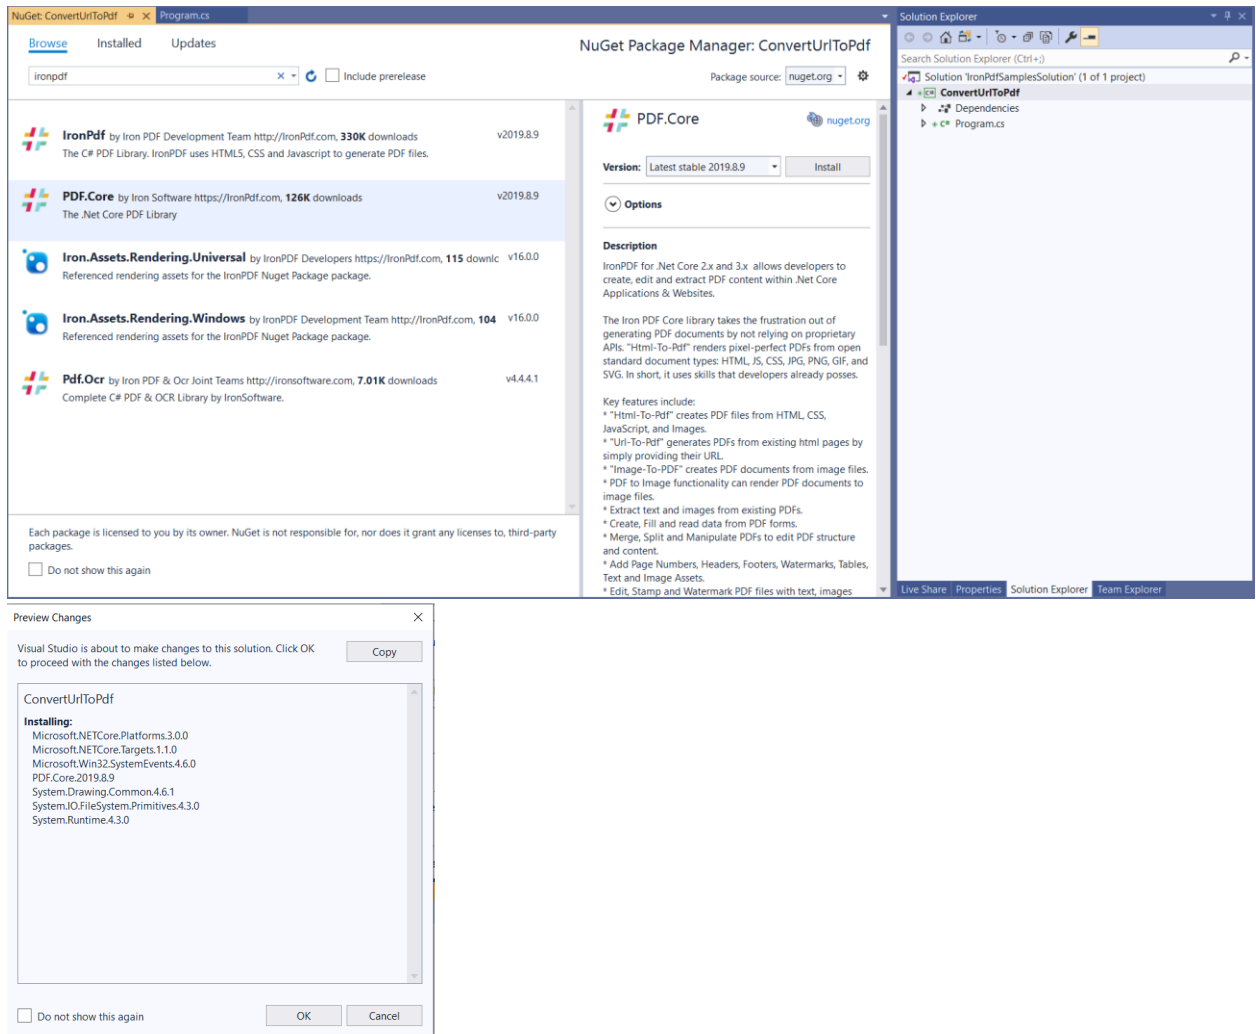 NuGet: ConvertUrlToPdf
Program.cs
Browse Installed Updates
NuGet Package Manager: ConvertUrlToPdf
ironpdf
Include prerelease
Package source: nuget.org
IronPdf by Iron PDF Development Team http://IronPdf.com, 330K downloads v2019.8.9
The C# PDF Library. IronPDF uses HTML5, CSS and Javascript to generate PDF files.
PDF.Core by Iron Software https://IronPdf.com, 126K downloads v2019.8.9
The .Net Core PDF Library
Iron.Assets.Rendering.Universal by IronPDF Developers https://IronPdf.com, 115 downlc v16.0.0
Referenced rendering assets for the IronPDF Nuget Package package.
Iron.Assets.Rendering.Windows by IronPDF Development Team http://IronPdf.com, 104 v16.0.0
Referenced rendering assets for the IronPDF Nuget Package package.
Pdf.Ocr by Iron PDF & Ocr Joint Teams http://ironsoftware.com, 7.01K downloads v4.4.4.1
Complete C# PDF & OCR Library by IronSoftware.
Each package is licensed to you by its owner. NuGet is not responsible for, nor does it grant any licenses to, third-party
packages.
Do not show this again
PDF.Core
nuget.org
Version: Latest stable 2019.8.9 Install
Options
Description
IronPDF for .Net Core 2.x and 3.x allows developers to
create, edit and extract PDF content within .Net Core
Applications & Websites.
The Iron PDF Core library takes the frustration out of
generating PDF documents by not relying on proprietary
APIs. "Html-To-Pdf" renders pixel-perfect PDFs from open
standard document types: HTML, JS, CSS, JPG, PNG, GIF, and
SVG. In short, it uses skills that developers already posses.
Key features include:
* "Html-To-Pdf" creates PDF files from HTML, CSS,
JavaScript, and Images.
* "Url-To-Pdf" generates PDFs from existing html pages by
simply providing their URL.
* "Image-To-PDF" creates PDF documents from image files.
* PDF to Image functionality can render PDF documents to
image files.
* Extract text and images from existing PDFs.
* Create, Fill and read data from PDF forms.
* Merge, Split and Manipulate PDFs to edit PDF structure
and content.
* Add Page Numbers, Headers, Footers, Watermarks, Tables,
Text and Image Assets.
* Edit, Stamp and Watermark PDF files with text, images
Solution Explorer
Search Solution Explorer (Ctrl+;)
Solution 'IronPdfSamplesSolution' (1 of 1 project)
C# ConvertUrlToPdf
Dependencies
C# Program.cs
Live Share Properties Solution Explorer Team Explorer
Preview Changes
Visual Studio is about to make changes to this solution. Click OK
to proceed with the changes listed below.
Copy
ConvertUrlToPdf
Installing:
Microsoft.NETCore.Platforms.3.0.0
Microsoft.NETCore.Targets.1.1.0
Microsoft.Win32.SystemEvents.4.6.0
PDF.Core.2019.8.9
System.Drawing.Common.4.6.1
System.IO.FileSystem.Primitives.4.3.0
System.Runtime.4.3.0
Do not show this again
OK Cancel